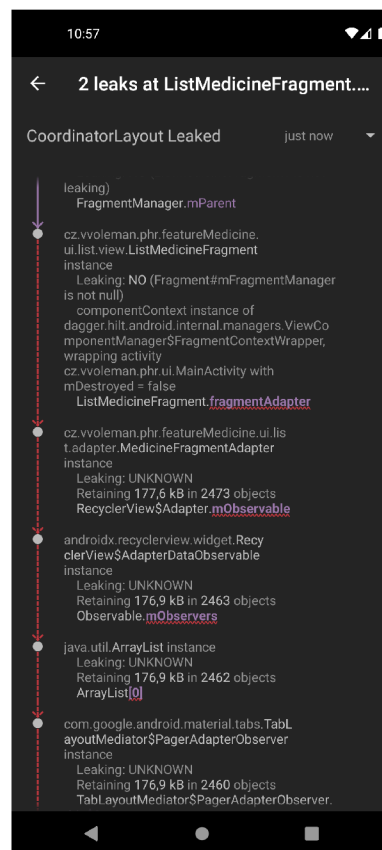 10:57
2 leaks at ListMedicineFragment....
CoordinatorLayout Leaked
just now
leaking)
FragmentManager.mParent
cz.vvoleman.phr.featureMedicine.
ui.list.view.ListMedicineFragment
instance
Leaking: NO (Fragment#mFragmentManager
is not null)
componentContext instance of
dagger.hilt.android.internal.managers.ViewCo
mponentManager$FragmentContextWrapper,
wrapping activity
cz.vvoleman.phr.ui.MainActivity with
mDestroyed = false
ListMedicineFragment.fragmentAdapter
cz.vvoleman.phr.featureMedicine.ui.lis
t.adapter.MedicineFragmentAdapter
instance
Leaking: UNKNOWN
Retaining 177,6 kB in 2473 objects
RecyclerView$Adapter.mObservable
androidx.recyclerview.widget.Recy
clerView$AdapterDataObservable
instance
Leaking: UNKNOWN
Retaining 176,9 kB in 2463 objects
Observable.mObservers
java.util.ArrayList instance
Leaking: UNKNOWN
Retaining 176,9 kB in 2462 objects
ArrayList[0]
com.google.android.material.tabs.TabL
ayoutMediator$PagerAdapterObserver
instance
Leaking: UNKNOWN
Retaining 176,9 kB in 2460 objects
TabLayoutMediator$PagerAdapterObserver.